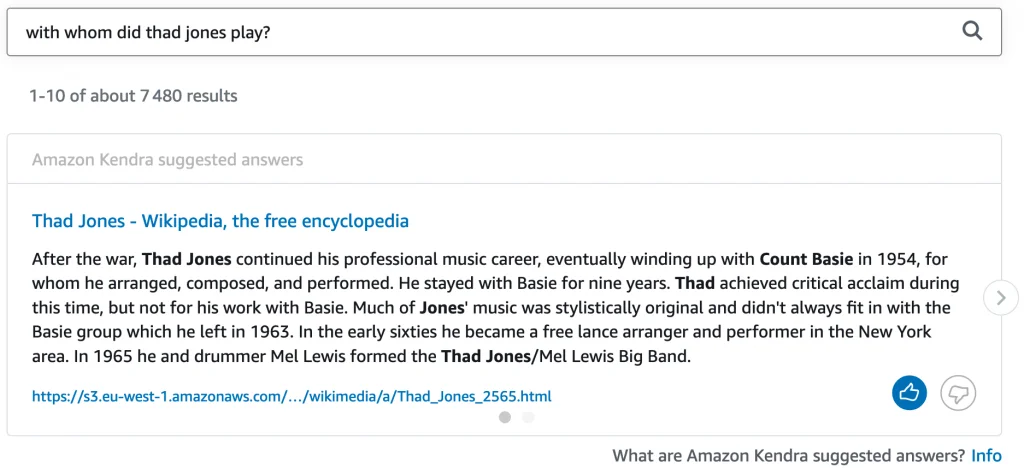 with whom did thad jones play?
1-10 of about 7 480 results
Amazon Kendra suggested answers
Thad Jones - Wikipedia, the free encyclopedia
After the war, Thad Jones continued his professional music career, eventually winding up with Count Basie in 1954, for
whom he arranged, composed, and performed. He stayed with Basie for nine years. Thad achieved critical acclaim during
this time, but not for his work with Basie. Much of Jones' music was stylistically original and didn't always fit in with the
Basie group which he left in 1963. In the early sixties he became a free lance arranger and performer in the New York
area. In 1965 he and drummer Mel Lewis formed the Thad Jones/Mel Lewis Big Band.
https://s3.eu-west-1.amazonaws.com/.../wikimedia/a/Thad_Jones_2565.html
What are Amazon Kendra suggested answers? Info